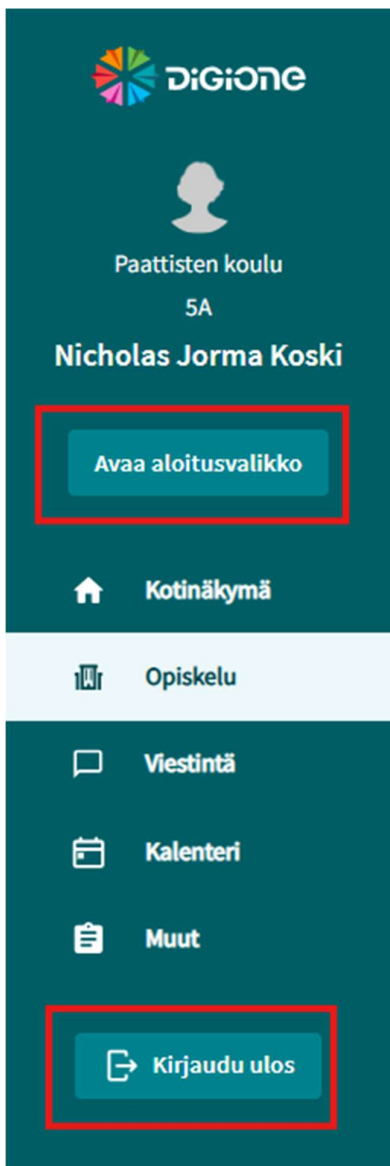 DiGiOne
Paattisten koulu
5A
Nicholas Jorma Koski
Avaa aloitusvalikko
Kotinäkymä
Opiskelu
Viestintä
Kalenteri
Muut
Kirjaudu ulos